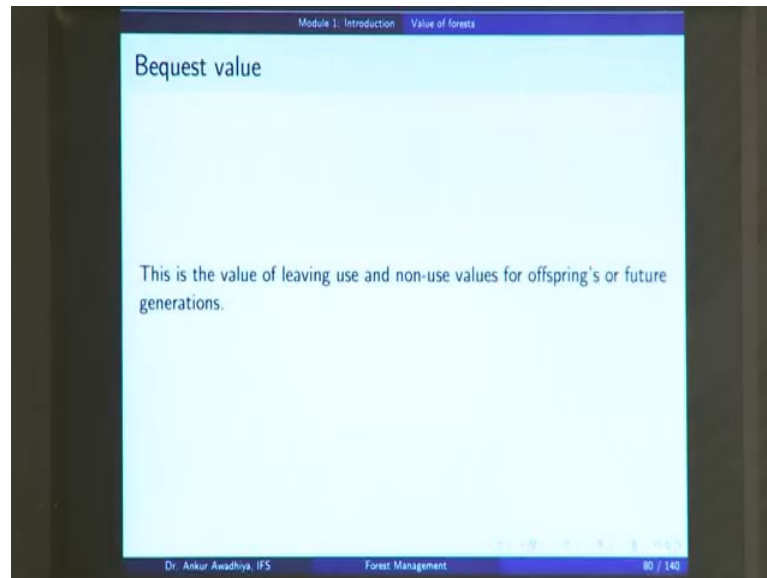 Module 1: Introduction Value of forests
Bequest value
This is the value of leaving use and non-use values for offspring's or future
generations.
Dr. Ankur Awadhiya, IFS Forest Management 80 / 140